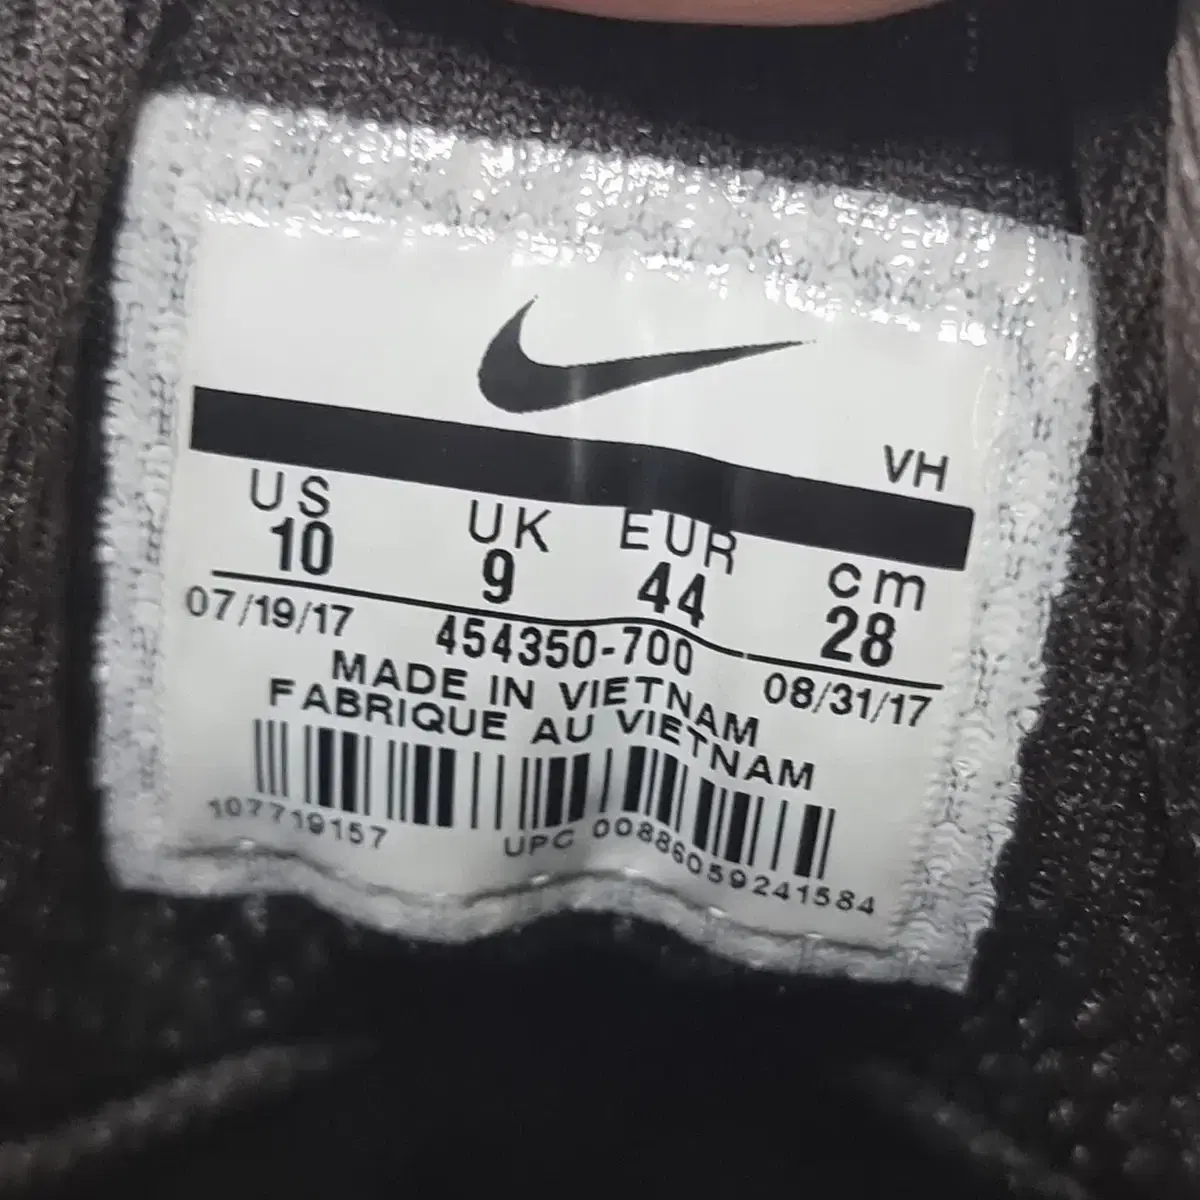 VH
US UK EUR cm
10 9 44 28
07/19/17 454350-700 08/31/17
MADE IN VIETNAM
FABRIQUE AU VIETNAM
107719157 UPC 00886059241584